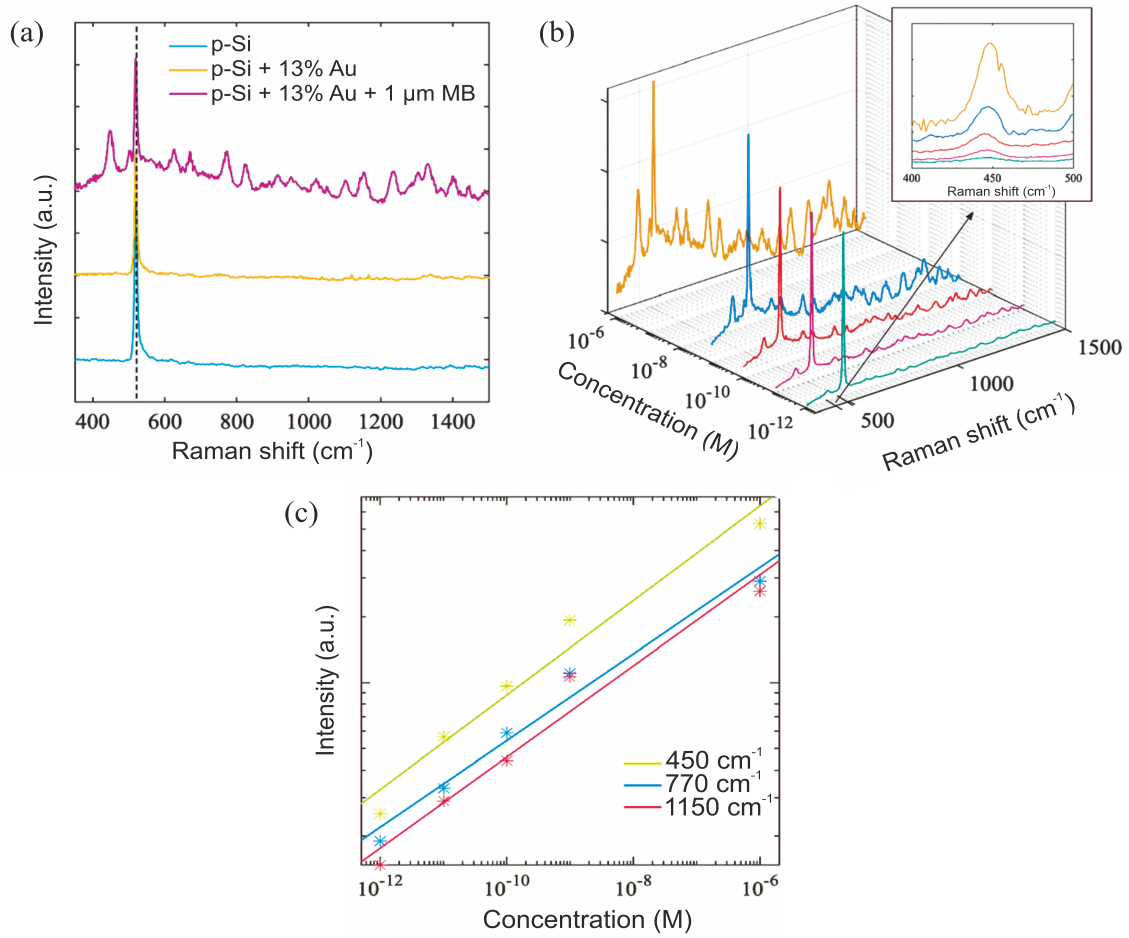 (a)
p-Si
p-Si + 13% Au
p-Si + 13% Au + 1 µm MB
Intensity (a.u.)
400 600 800 1000 1200 1400
Raman shift (cm⁻¹)
(b)
400 450 500
Raman shift (cm⁻¹)
10⁻⁶
10⁻⁸
10⁻¹⁰
10⁻¹²
Concentration (M)
500
1000
1500
Raman shift (cm⁻¹)
(c)
Intensity (a.u.)
450 cm⁻¹
770 cm⁻¹
1150 cm⁻¹
10⁻¹² 10⁻¹⁰ 10⁻⁸ 10⁻⁶
Concentration (M)